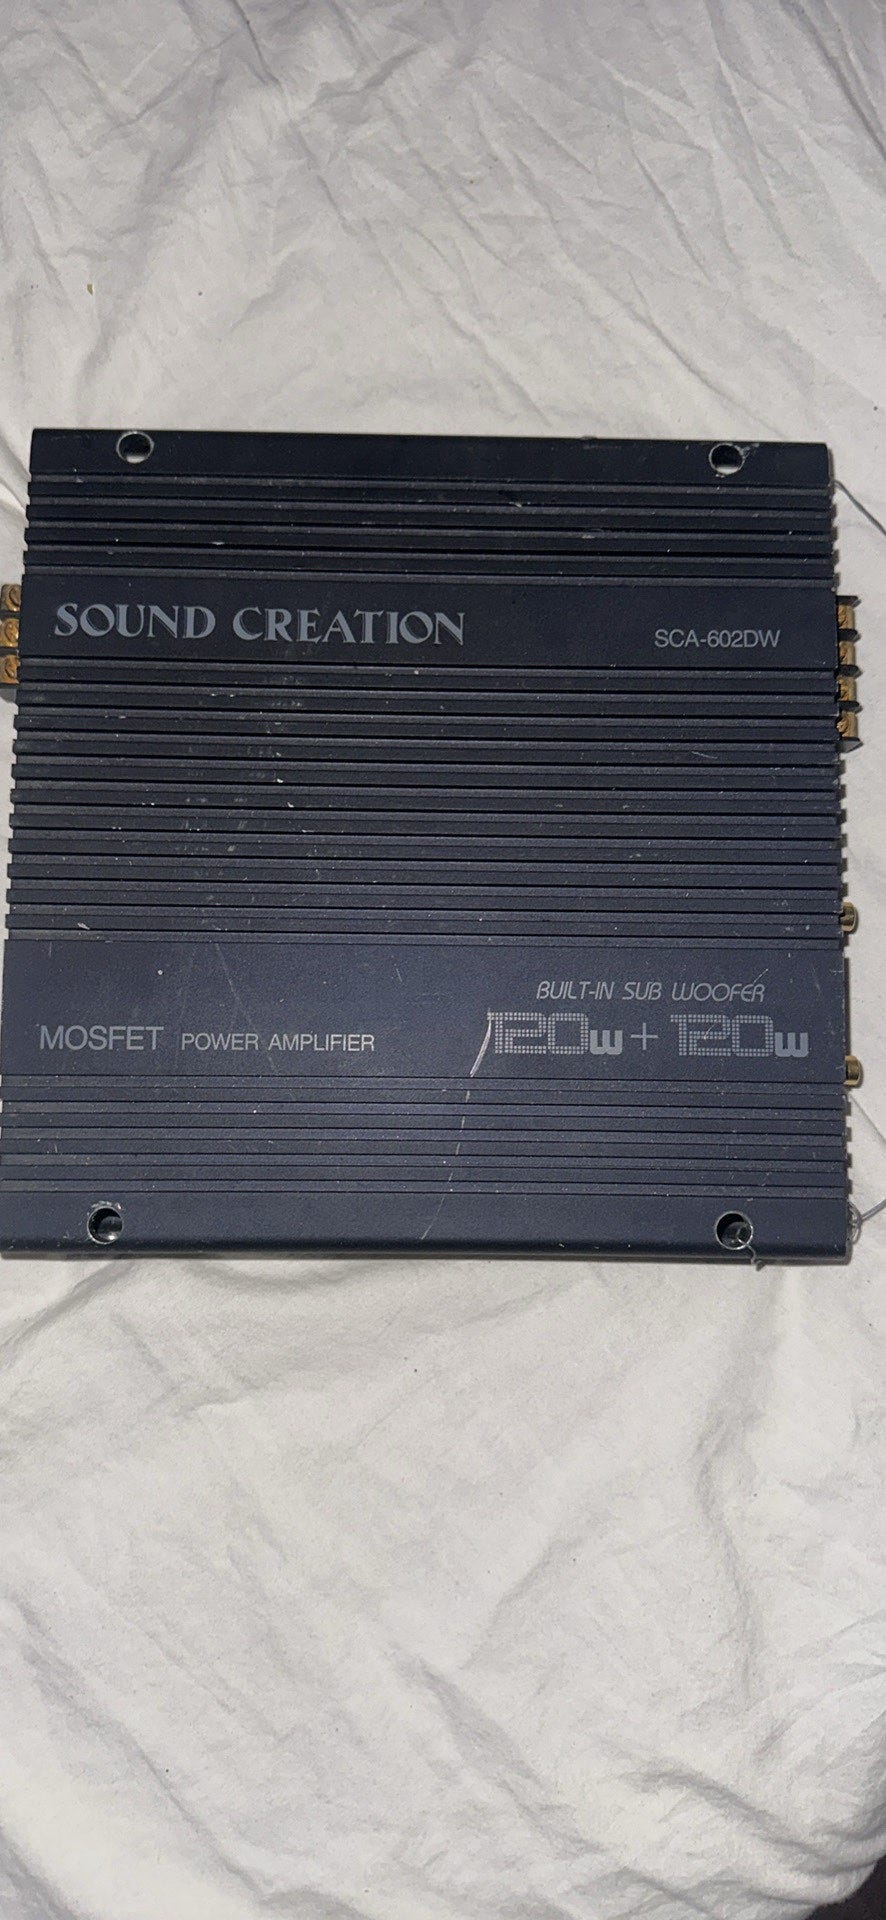 SOUND CREATION
SCA-602DW
BUILT-IN SUB WOOFER
MOSFET POWER AMPLIFIER
120W + 120W